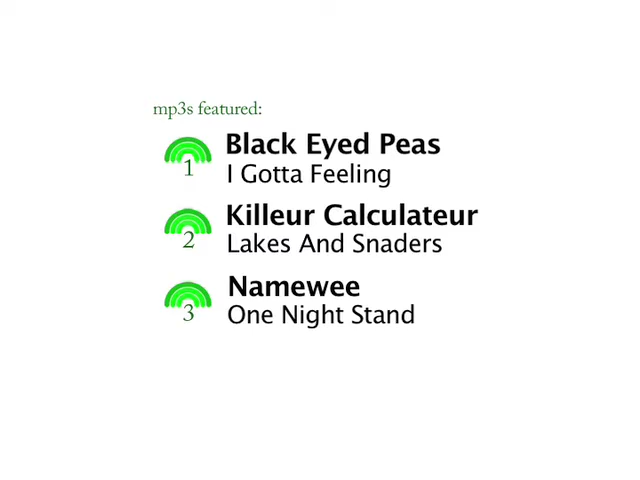 mp3s featured:
1
Black Eyed Peas
I Gotta Feeling
2
Killeur Calculateur
Lakes And Snaders
3
Namewee
One Night Stand